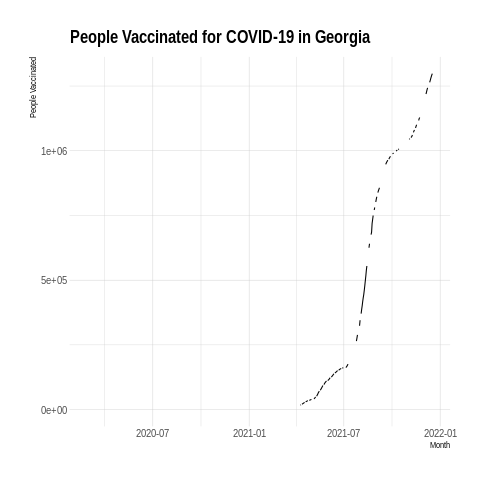 People Vaccinated for COVID-19 in Georgia
People Vaccinated
1e+06
5e+05
0e+00
2020-07
2021-01
2021-07
2022-01
Month